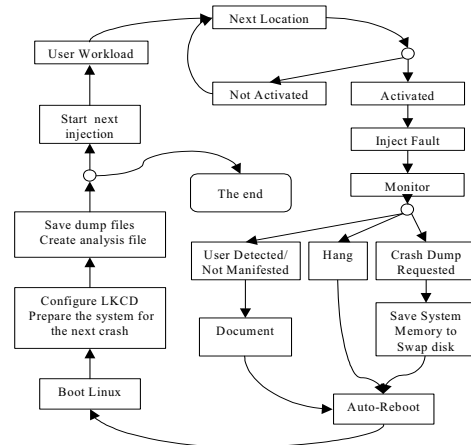 Next Location
User Workload
Not Activated
Activated
Start next
injection
Inject Fault
Monitor
The end
Save dump files
Create analysis file
User Detected/
Not Manifested
Hang
Crash Dump
Requested
Configure LKCD
Prepare the system for
the next crash
Document
Save System
Memory to
Swap disk
Boot Linux
Auto-Reboot